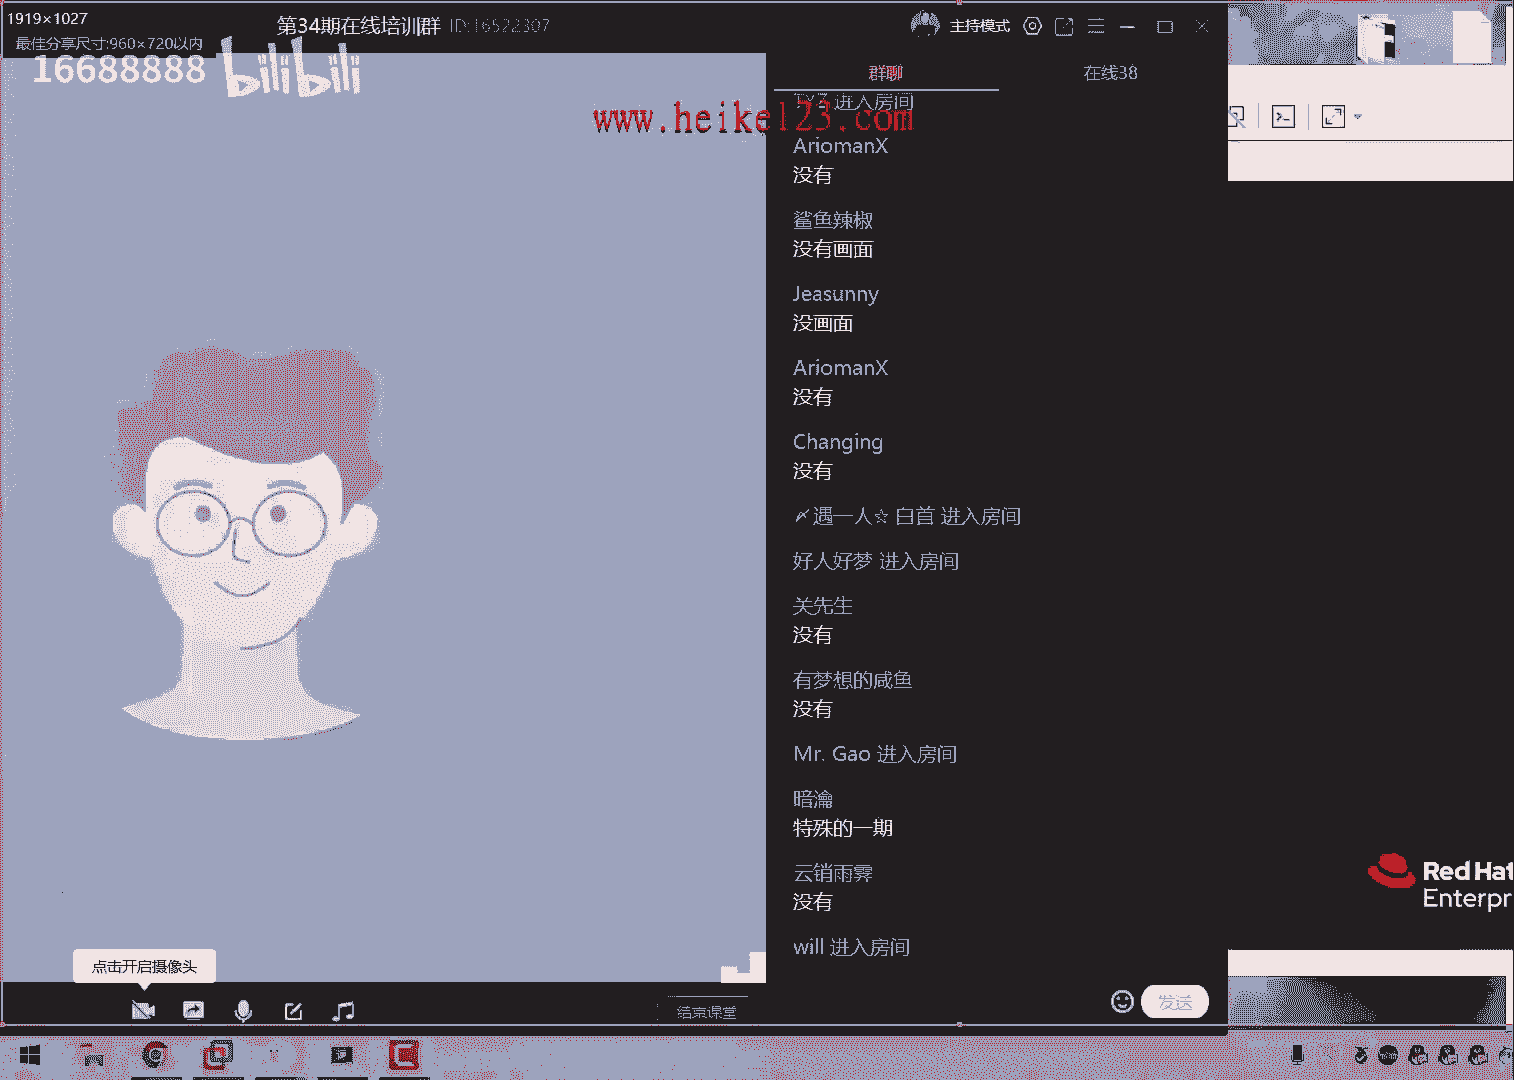 1919×1027
最佳分享尺寸:960×720以内
第34期在线培训群 ID:16522307
主持模式
16688888 bilibili
群聊
在线38
进入房间
www.heike123.com
AriomanX
没有
鲨鱼辣椒
没有画面
Jeasunny
没画面
AriomanX
没有
Changing
没有
〆遇一人☆ 白首 进入房间
好人好梦 进入房间
关先生
没有
有梦想的咸鱼
没有
Mr. Gao 进入房间
暗瀹
特殊的一期
云销雨霁
没有
will 进入房间
Red Hat
Enterpr
点击开启摄像头
结束课堂
发送